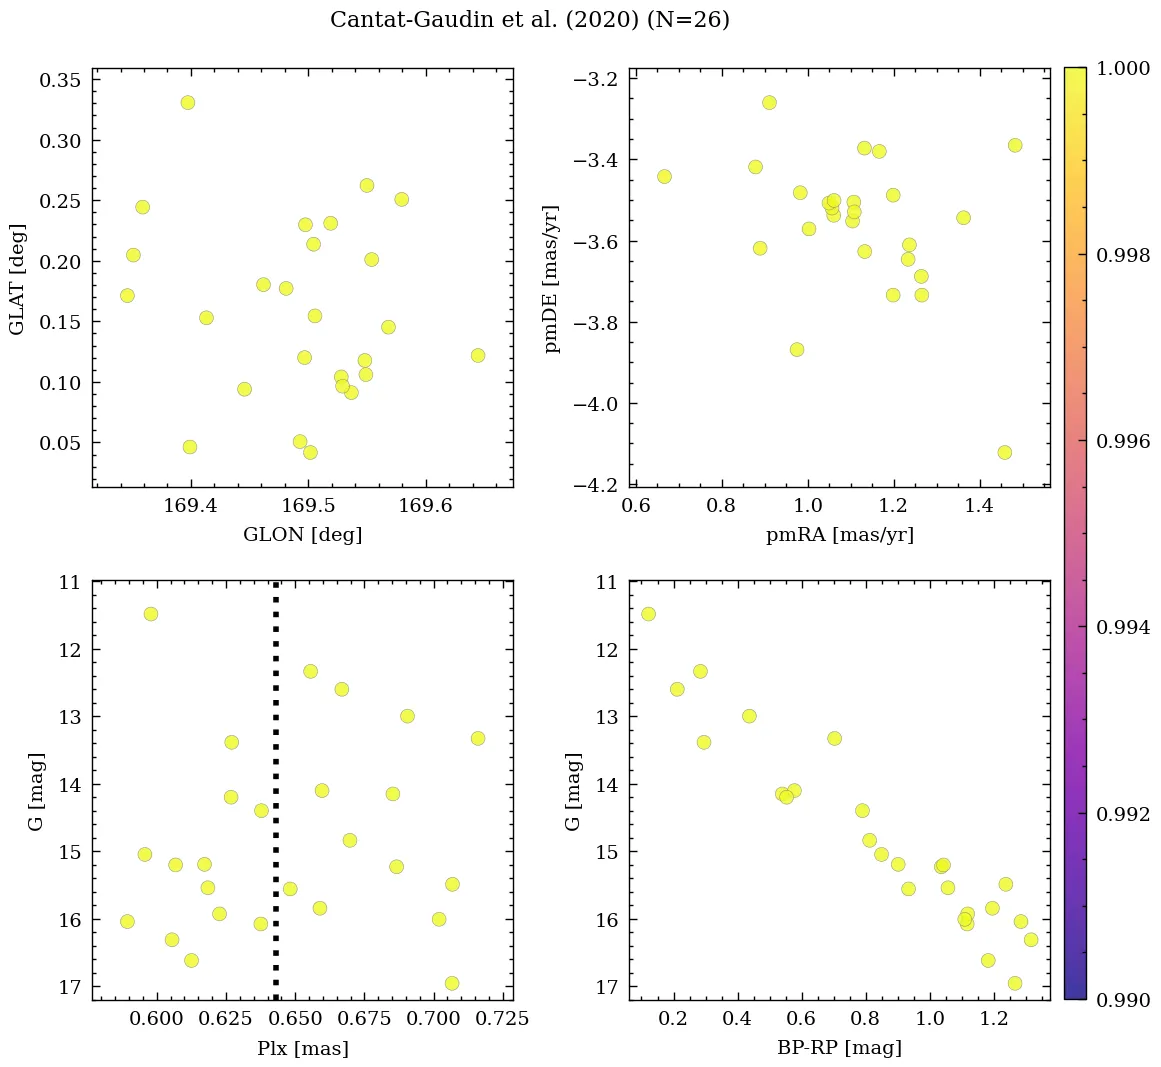 Cantat-Gaudin et al. (2020) (N=26)
0.35
0.30
0.25
0.20
0.15
0.10
0.05
GLAT [deg]
169.4 169.5 169.6
GLON [deg]
−3.2
−3.4
−3.6
−3.8
−4.0
−4.2
pmDE [mas/yr]
0.6 0.8 1.0 1.2 1.4
pmRA [mas/yr]
11
12
13
14
15
16
17
G [mag]
0.600 0.625 0.650 0.675 0.700 0.725
Plx [mas]
11
12
13
14
15
16
17
G [mag]
0.2 0.4 0.6 0.8 1.0 1.2
BP-RP [mag]
1.000
0.998
0.996
0.994
0.992
0.990